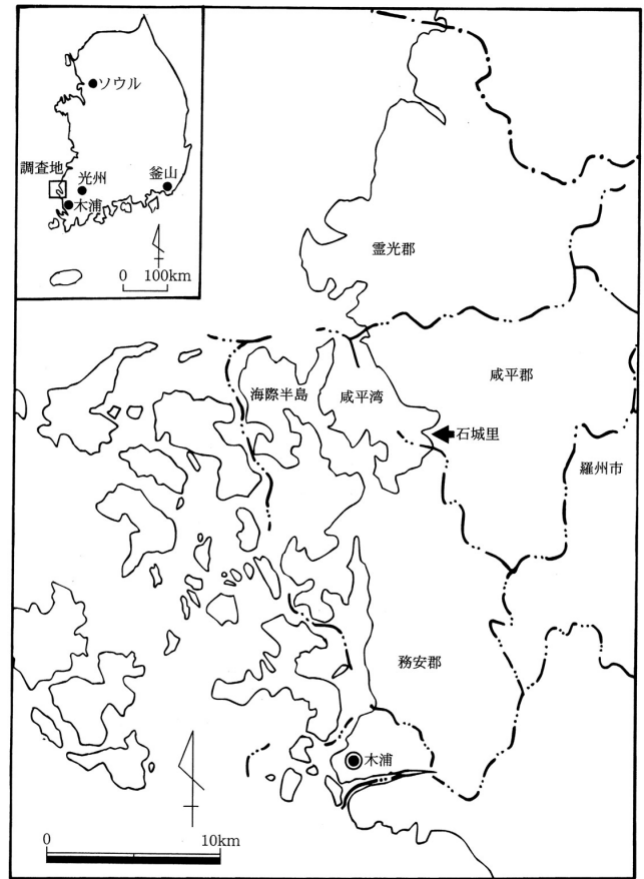 ソウル
調査地
光州
釜山
木浦
0 100km
霊光郡
海際半島
咸平湾
咸平郡
石城里
羅州市
務安郡
木浦
0 10km